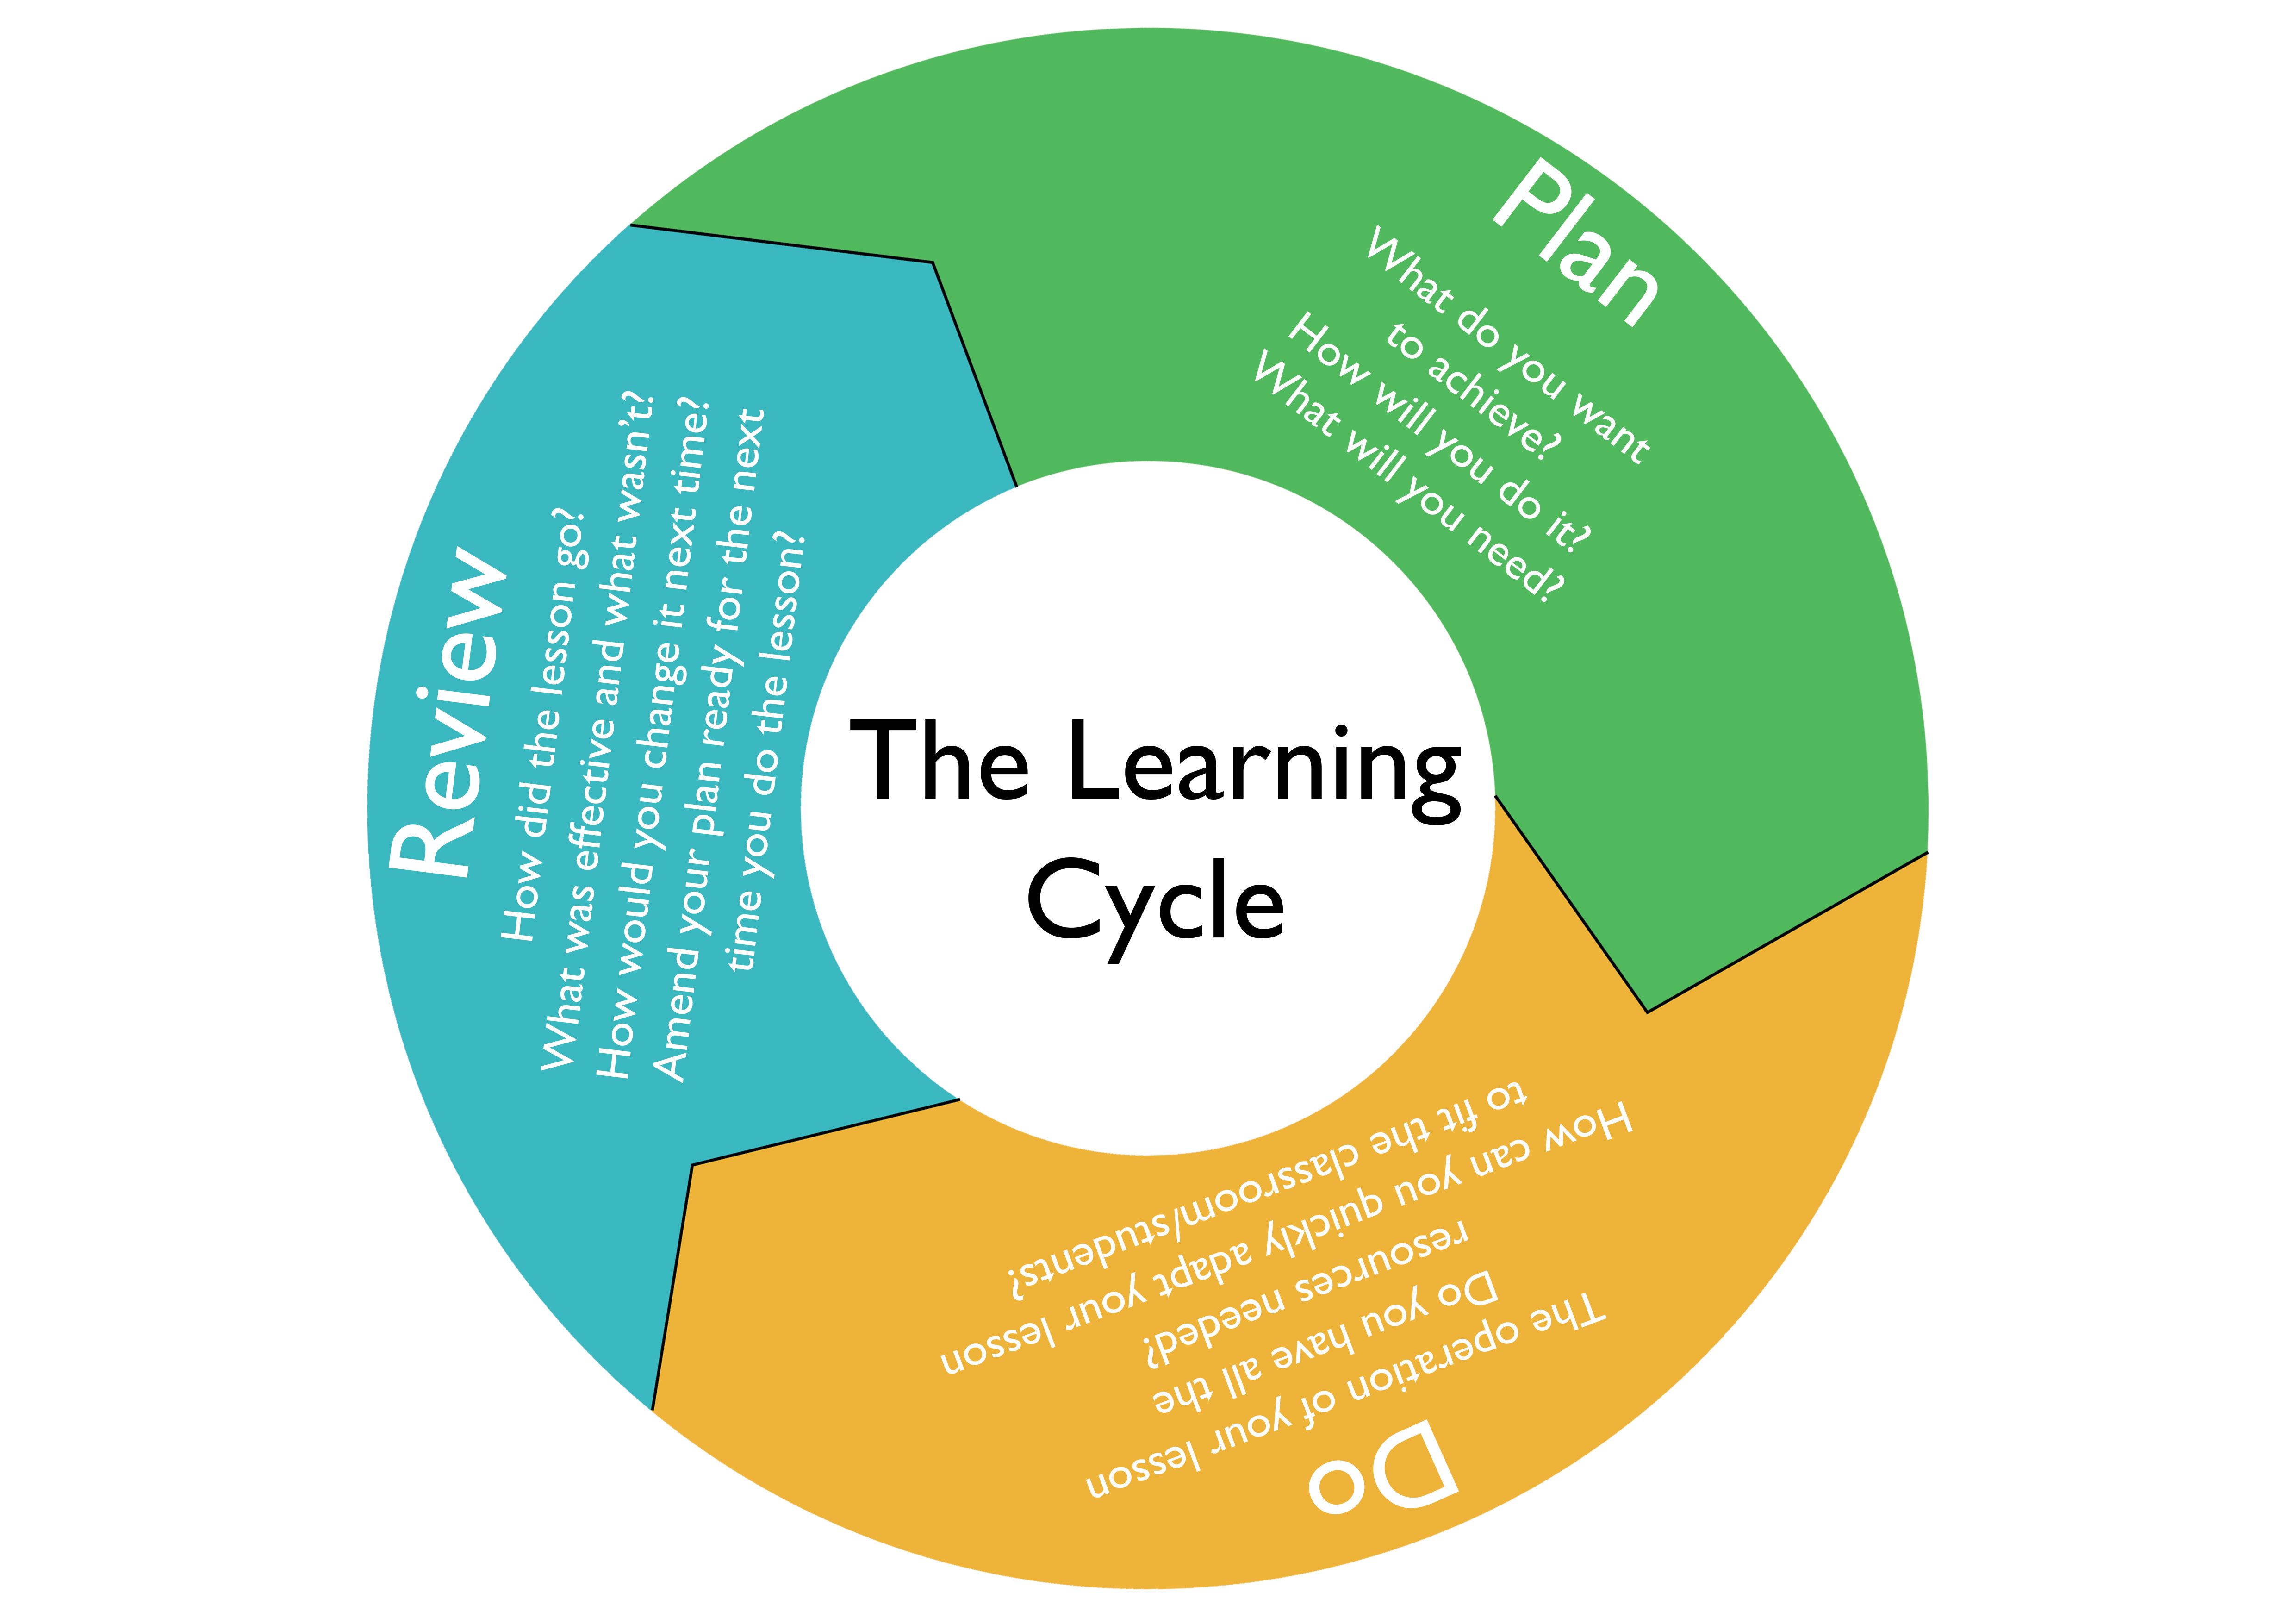 The Learning
Cycle
Plan
What do you want
to achieve?
How will you do it?
What will you need?
Do
The operation of your lesson
Do you have all the
resources needed?
How can you quickly adapt your lesson
to fit the classroom/students?
Review
How did the lesson go?
What was effective and what wasn't?
How would you change it next time?
Amend your plan ready for the next
time you do the lesson?